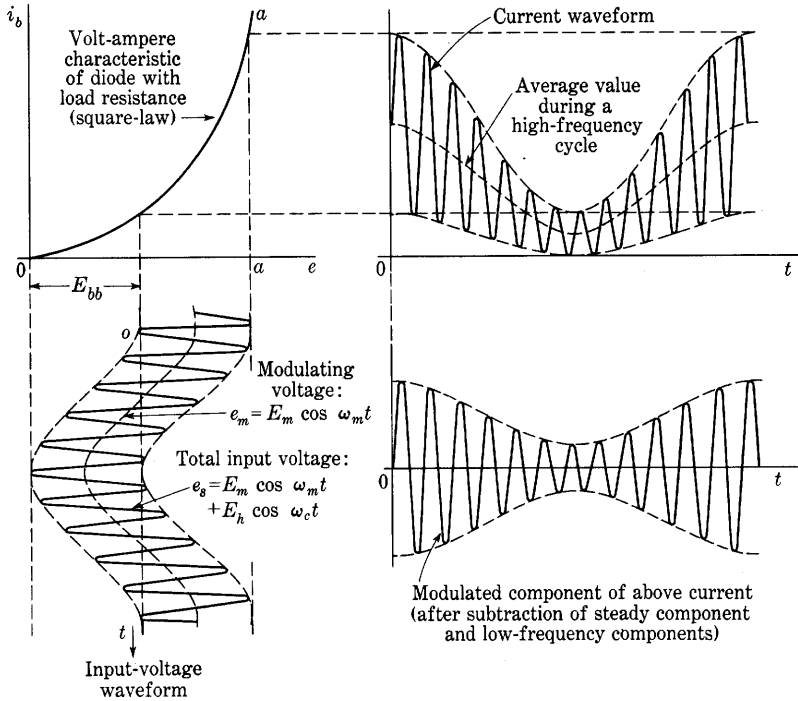 i_b
a
Volt-ampere
characteristic
of diode with
load resistance
(square-law)
0
E_bb
a
e
Current waveform
Average value
during a
high-frequency
cycle
0
t
o
Modulating
voltage:
e_m = E_m cos ω_m t
Total input voltage:
e_s = E_m cos ω_m t
+ E_h cos ω_c t
t
Input-voltage
waveform
0
t
Modulated component of above current
(after subtraction of steady component
and low-frequency components)